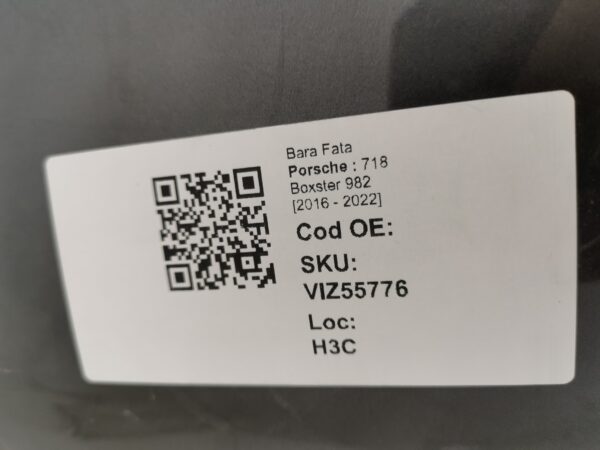 Bara Fata
Porsche : 718
Boxster 982
[2016 - 2022]
Cod OE:
SKU:
VIZ55776
Loc:
H3C